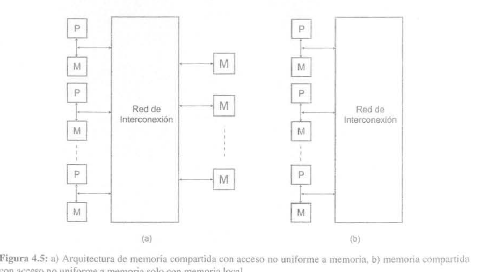 P
M
P
M
P
M
Red de
Interconexión
M
M
M
(a)
P
M
P
M
P
M
Red de
Interconexión
(b)
Figura 4.5: a) Arquitectura de memoria compartida con acceso no uniforme a memoria, b) memoria compartida
con acceso no uniforme a memoria solo con memoria local